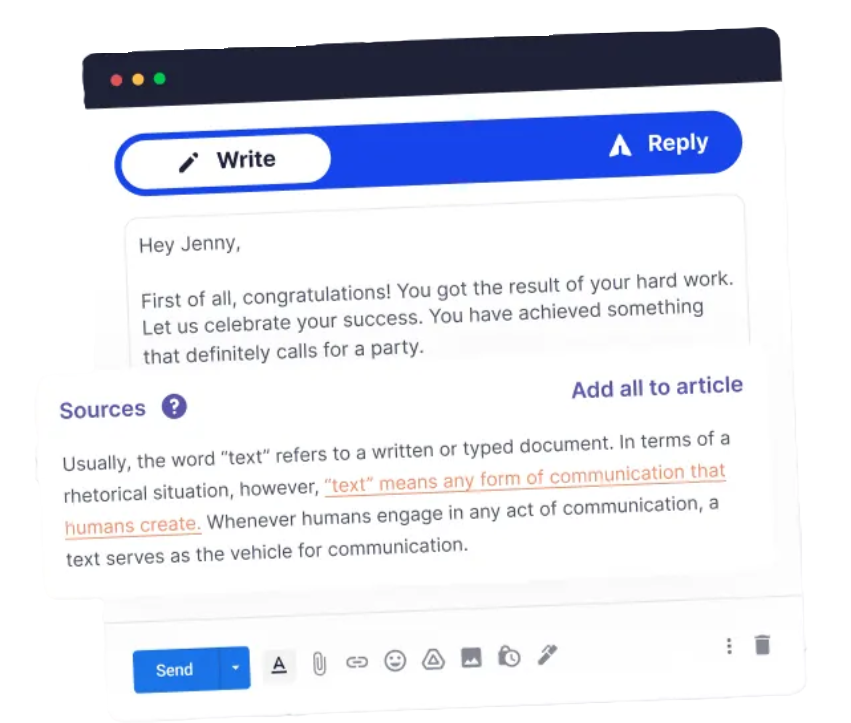 Write
Reply
Hey Jenny,
First of all, congratulations! You got the result of your hard work.
Let us celebrate your success. You have achieved something
that definitely calls for a party.
Sources ?
Add all to article
Usually, the word “text” refers to a written or typed document. In terms of a
rhetorical situation, however, “text” means any form of communication that
humans create. Whenever humans engage in any act of communication, a
text serves as the vehicle for communication.
Send
A